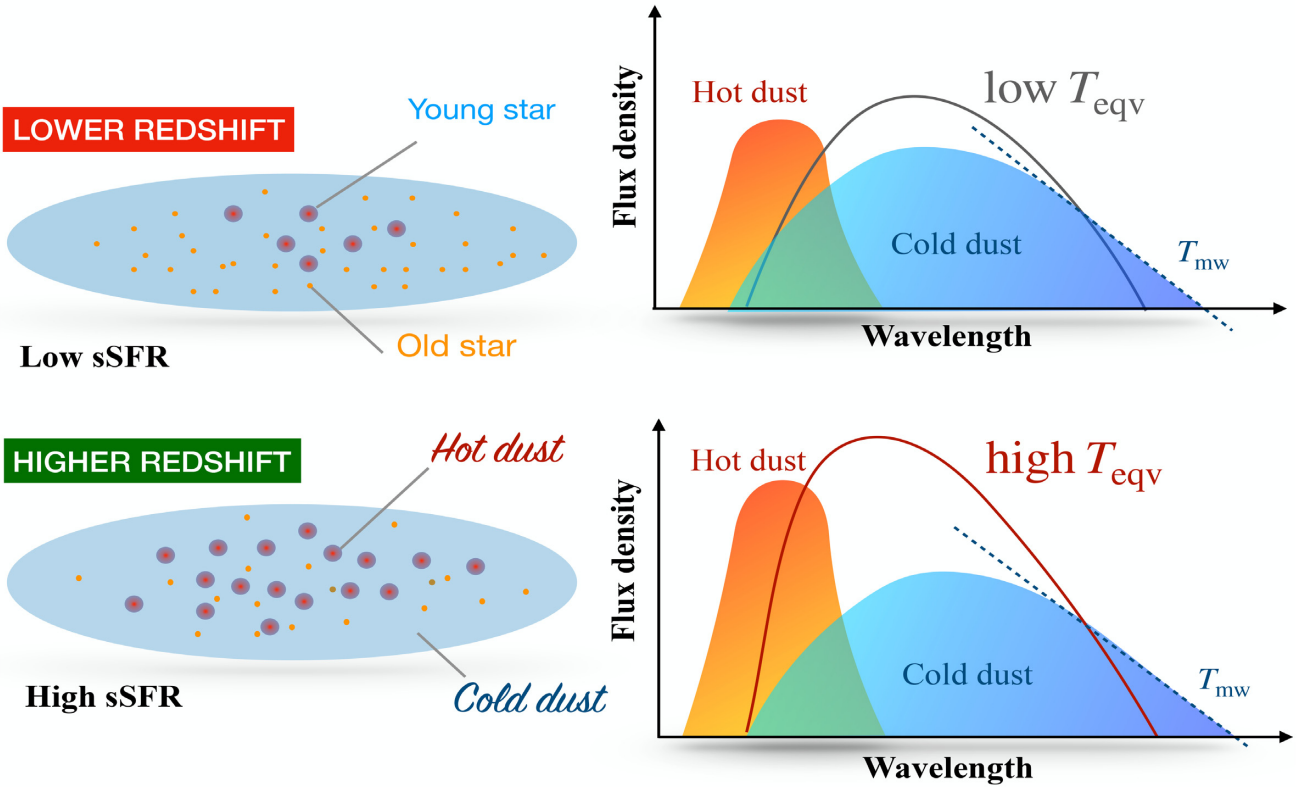 LOWER REDSHIFT
Young star
Old star
Low sSFR
Flux density
Hot dust
low Teqv
Cold dust
Tmw
Wavelength
HIGHER REDSHIFT
Hot dust
Cold dust
High sSFR
Flux density
Hot dust
high Teqv
Cold dust
Tmw
Wavelength